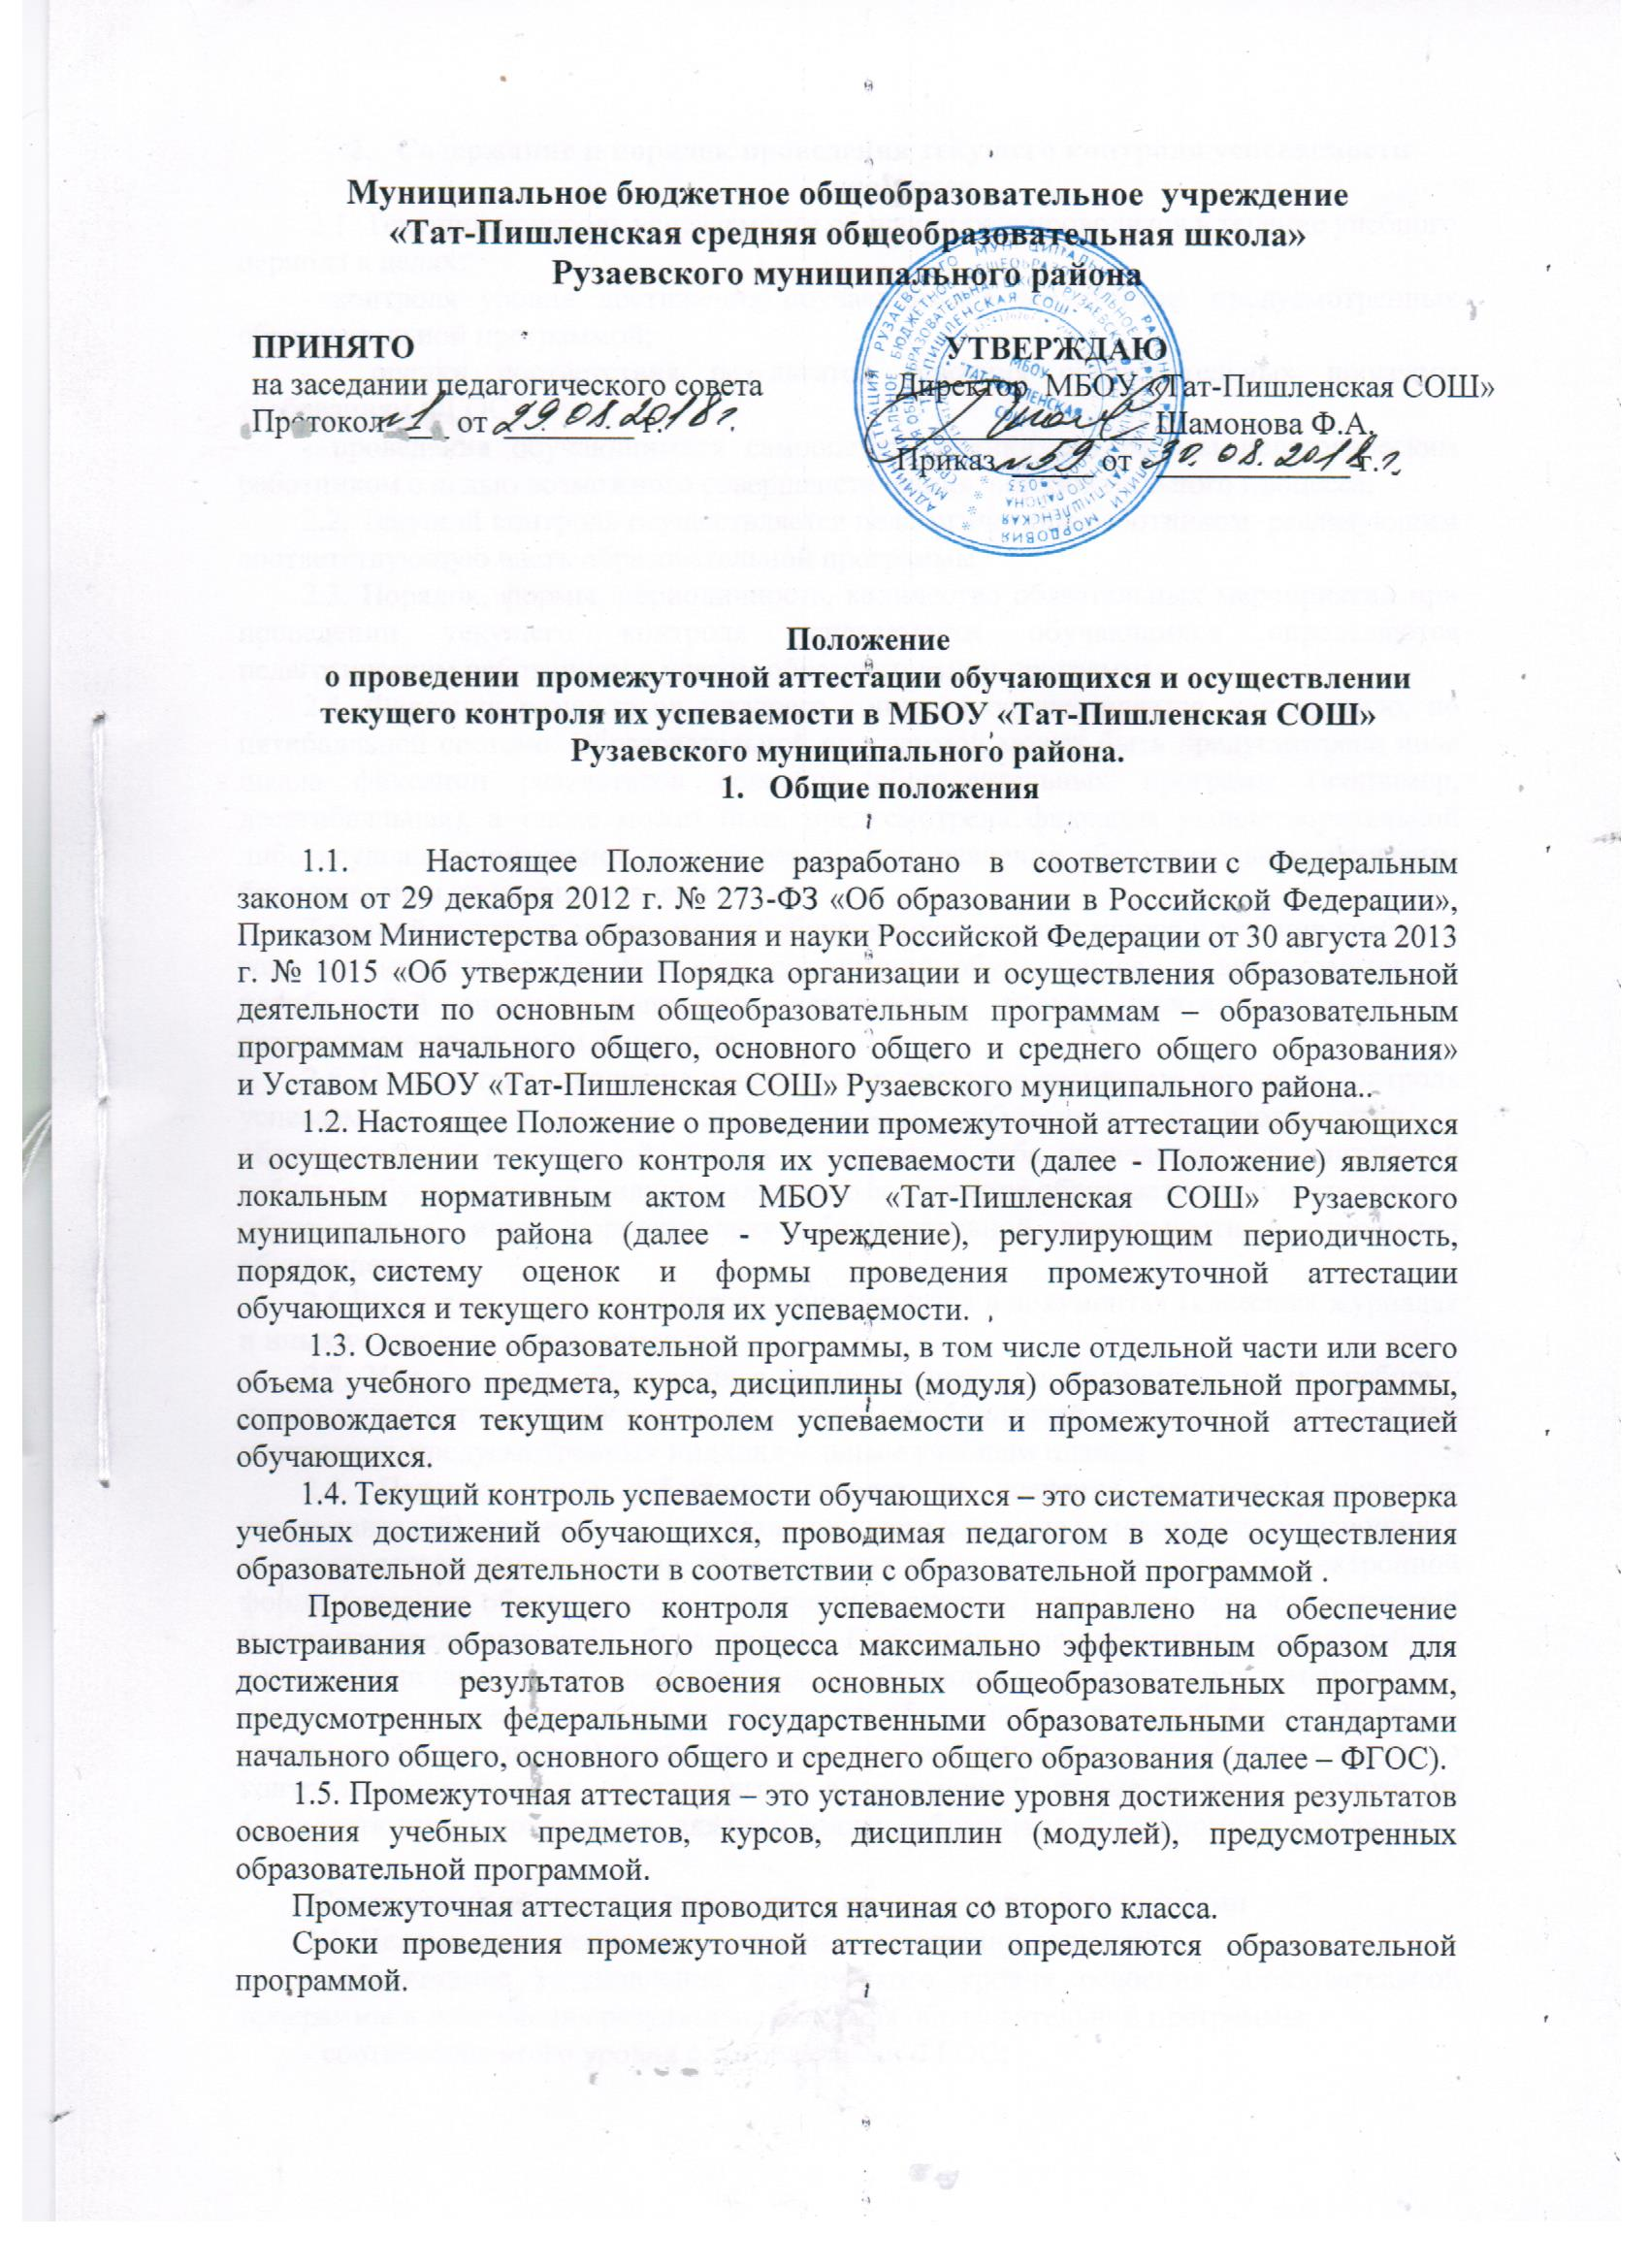 Муниципальное бюджетное общеобразовательное учреждение
«Тат-Пишленская средняя общеобразовательная школа»
Рузаевского муниципального района
ПРИНЯТО
на заседании педагогического совета
Протокол №1 от 29.08.2018г.
УТВЕРЖДАЮ
Директор МБОУ «Тат-Пишленская СОШ»
Шамонова Ф.А.
Приказ №59 от 30.08.2018 г.
МБОУ
ТАТ-ПИШЛЕНСКАЯ
СОШ
Положение
о проведении промежуточной аттестации обучающихся и осуществлении
текущего контроля их успеваемости в МБОУ «Тат-Пишленская СОШ»
Рузаевского муниципального района.
1. Общие положения
1.1. Настоящее Положение разработано в соответствии с Федеральным
законом от 29 декабря 2012 г. № 273-ФЗ «Об образовании в Российской Федерации»,
Приказом Министерства образования и науки Российской Федерации от 30 августа 2013
г. № 1015 «Об утверждении Порядка организации и осуществления образовательной
деятельности по основным общеобразовательным программам – образовательным
программам начального общего, основного общего и среднего общего образования»
и Уставом МБОУ «Тат-Пишленская СОШ» Рузаевского муниципального района..
1.2. Настоящее Положение о проведении промежуточной аттестации обучающихся
и осуществлении текущего контроля их успеваемости (далее - Положение) является
локальным нормативным актом МБОУ «Тат-Пишленская СОШ» Рузаевского
муниципального района (далее - Учреждение), регулирующим периодичность,
порядок, систему оценок и формы проведения промежуточной аттестации
обучающихся и текущего контроля их успеваемости.
1.3. Освоение образовательной программы, в том числе отдельной части или всего
объема учебного предмета, курса, дисциплины (модуля) образовательной программы,
сопровождается текущим контролем успеваемости и промежуточной аттестацией
обучающихся.
1.4. Текущий контроль успеваемости обучающихся – это систематическая проверка
учебных достижений обучающихся, проводимая педагогом в ходе осуществления
образовательной деятельности в соответствии с образовательной программой .
Проведение текущего контроля успеваемости направлено на обеспечение
выстраивания образовательного процесса максимально эффективным образом для
достижения результатов освоения основных общеобразовательных программ,
предусмотренных федеральными государственными образовательными стандартами
начального общего, основного общего и среднего общего образования (далее – ФГОС).
1.5. Промежуточная аттестация – это установление уровня достижения результатов
освоения учебных предметов, курсов, дисциплин (модулей), предусмотренных
образовательной программой.
Промежуточная аттестация проводится начиная со второго класса.
Сроки проведения промежуточной аттестации определяются образовательной
программой.